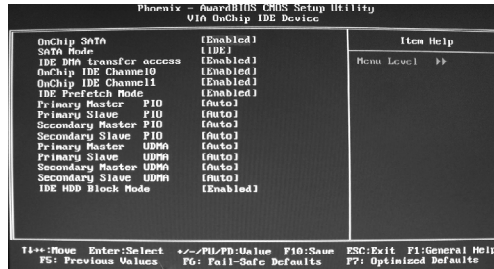 Phoenix - AwardBIOS CMOS Setup Utility
VIA OnChip IDE Device
OnChip SATA [Enabled]
SATA Mode [IDE]
IDE DMA transfer access [Enabled]
OnChip IDE Channel0 [Enabled]
OnChip IDE Channel1 [Enabled]
IDE Prefetch Mode [Enabled]
Primary Master PIO [Auto]
Primary Slave PIO [Auto]
Secondary Master PIO [Auto]
Secondary Slave PIO [Auto]
Primary Master UDMA [Auto]
Primary Slave UDMA [Auto]
Secondary Master UDMA [Auto]
Secondary Slave UDMA [Auto]
IDE HDD Block Mode [Enabled]
Item Help
Menu Level ▸▸
↑↓→←:Move Enter:Select +/-/PU/PD:Value F10:Save ESC:Exit F1:General Help
F5: Previous Values F6: Fail-Safe Defaults F7: Optimized Defaults